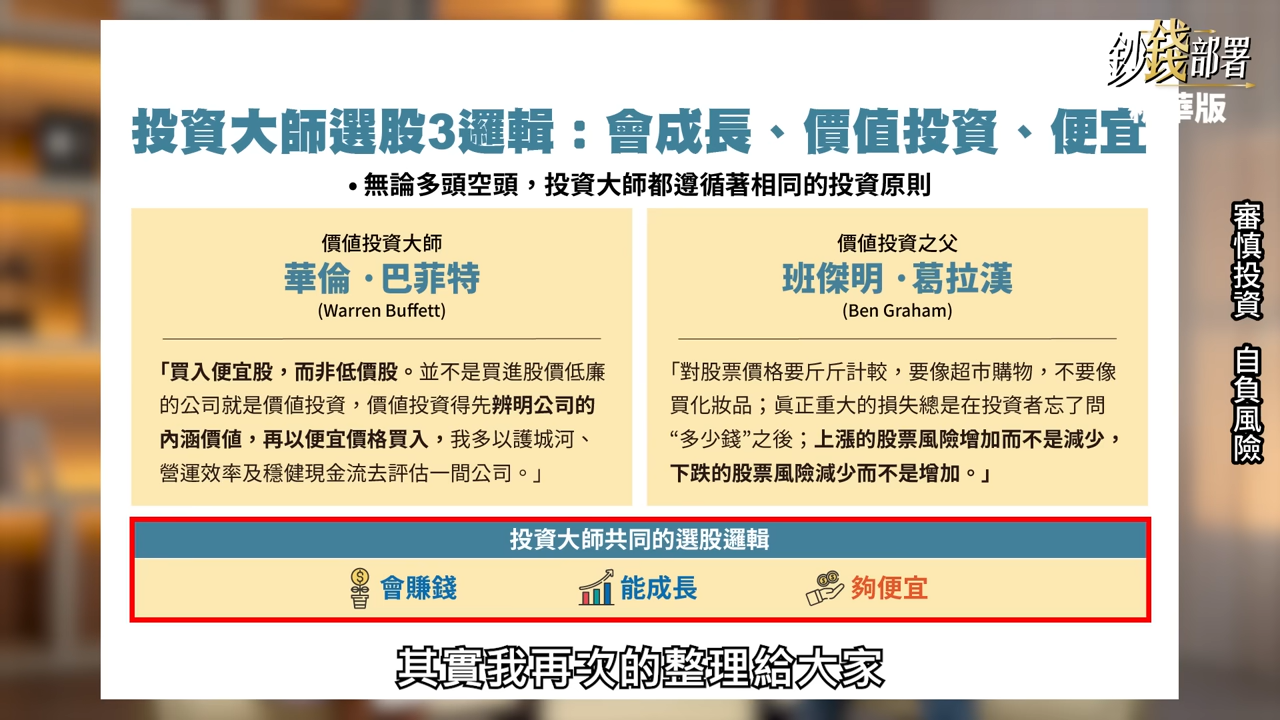 鈔錢部署
華版
投資大師選股3邏輯：會成長、價值投資、便宜
• 無論多頭空頭，投資大師都遵循著相同的投資原則
價值投資大師
華倫·巴菲特
(Warren Buffett)
「買入便宜股，而非低價股。並不是買進股價低廉
的公司就是價值投資，價值投資得先辨明公司的
內涵價值，再以便宜價格買入，我多以護城河、
營運效率及穩健現金流去評估一間公司。」
價值投資之父
班傑明·葛拉漢
(Ben Graham)
「對股票價格要斤斤計較，要像超市購物，不要像
買化妝品；真正重大的損失總是在投資者忘了問
“多少錢”之後；上漲的股票風險增加而不是減少，
下跌的股票風險減少而不是增加。」
投資大師共同的選股邏輯
會賺錢
能成長
夠便宜
審慎投資 自負風險
其實我再次的整理給大家